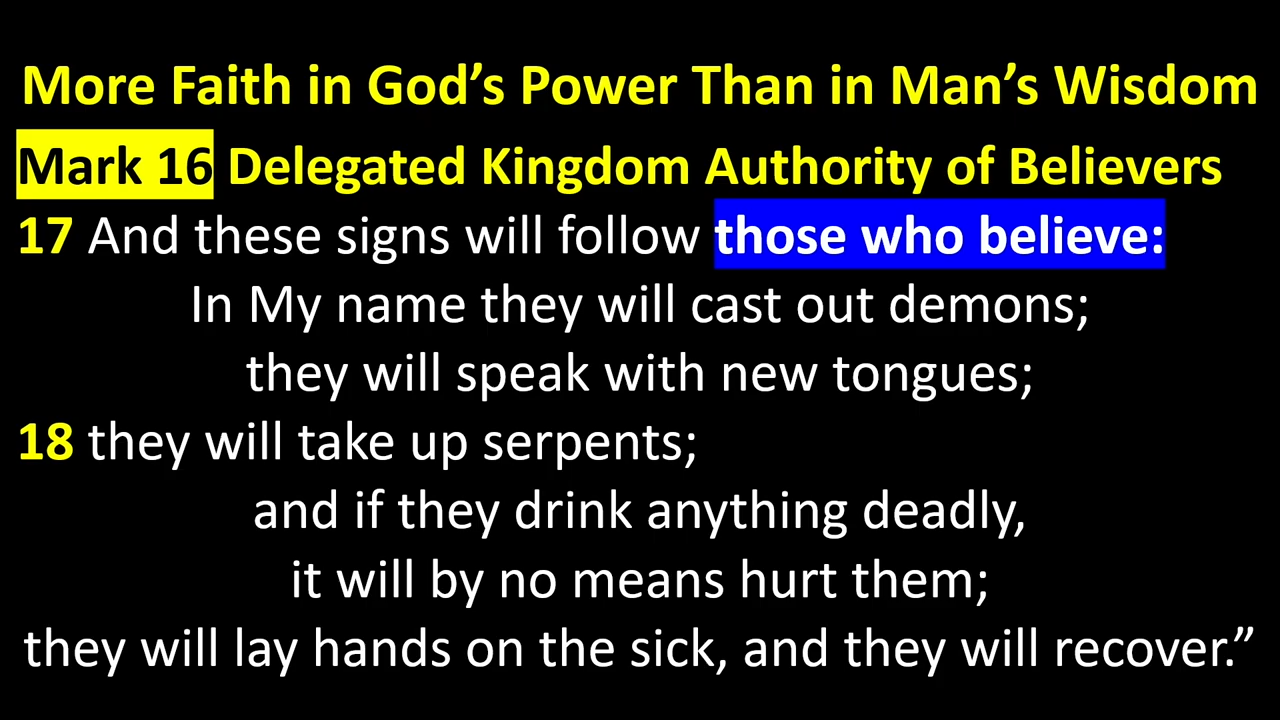 More Faith in God’s Power Than in Man’s Wisdom
Mark 16 Delegated Kingdom Authority of Believers
17 And these signs will follow those who believe:
In My name they will cast out demons;
they will speak with new tongues;
18 they will take up serpents;
and if they drink anything deadly,
it will by no means hurt them;
they will lay hands on the sick, and they will recover.”